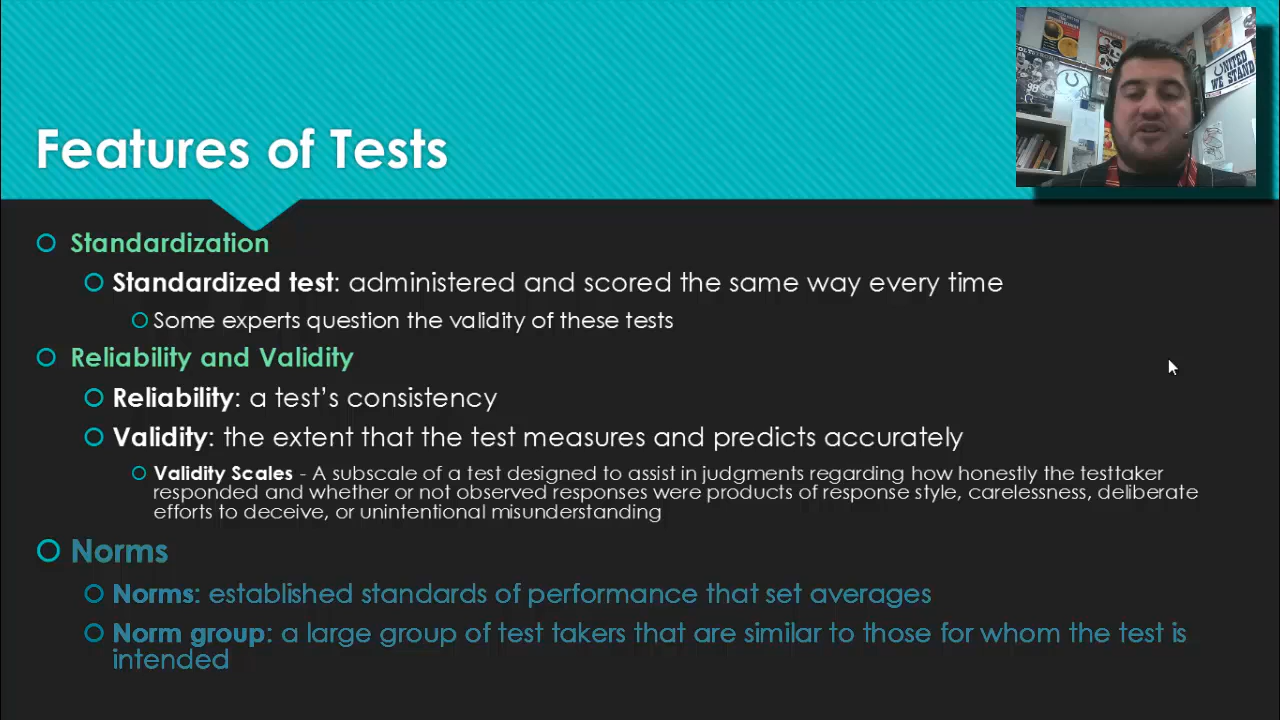 UNITED
WE STAND
Features of Tests
Standardization
Standardized test: administered and scored the same way every time
Some experts question the validity of these tests
Reliability and Validity
Reliability: a test’s consistency
Validity: the extent that the test measures and predicts accurately
Validity Scales - A subscale of a test designed to assist in judgments regarding how honestly the testtaker
responded and whether or not observed responses were products of response style, carelessness, deliberate
efforts to deceive, or unintentional misunderstanding
Norms
Norms: established standards of performance that set averages
Norm group: a large group of test takers that are similar to those for whom the test is
intended